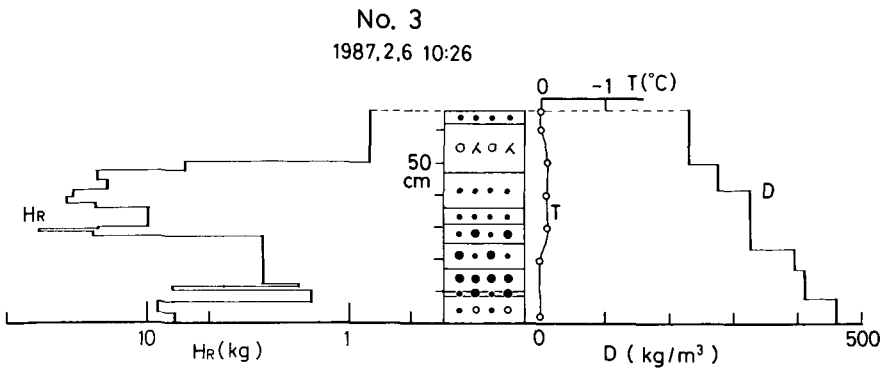 No. 3
1987, 2, 6 10:26
0 -1 T(°C)
50
cm
D
HR
T
10 1 0 500
HR (kg) D ( kg/m³ )